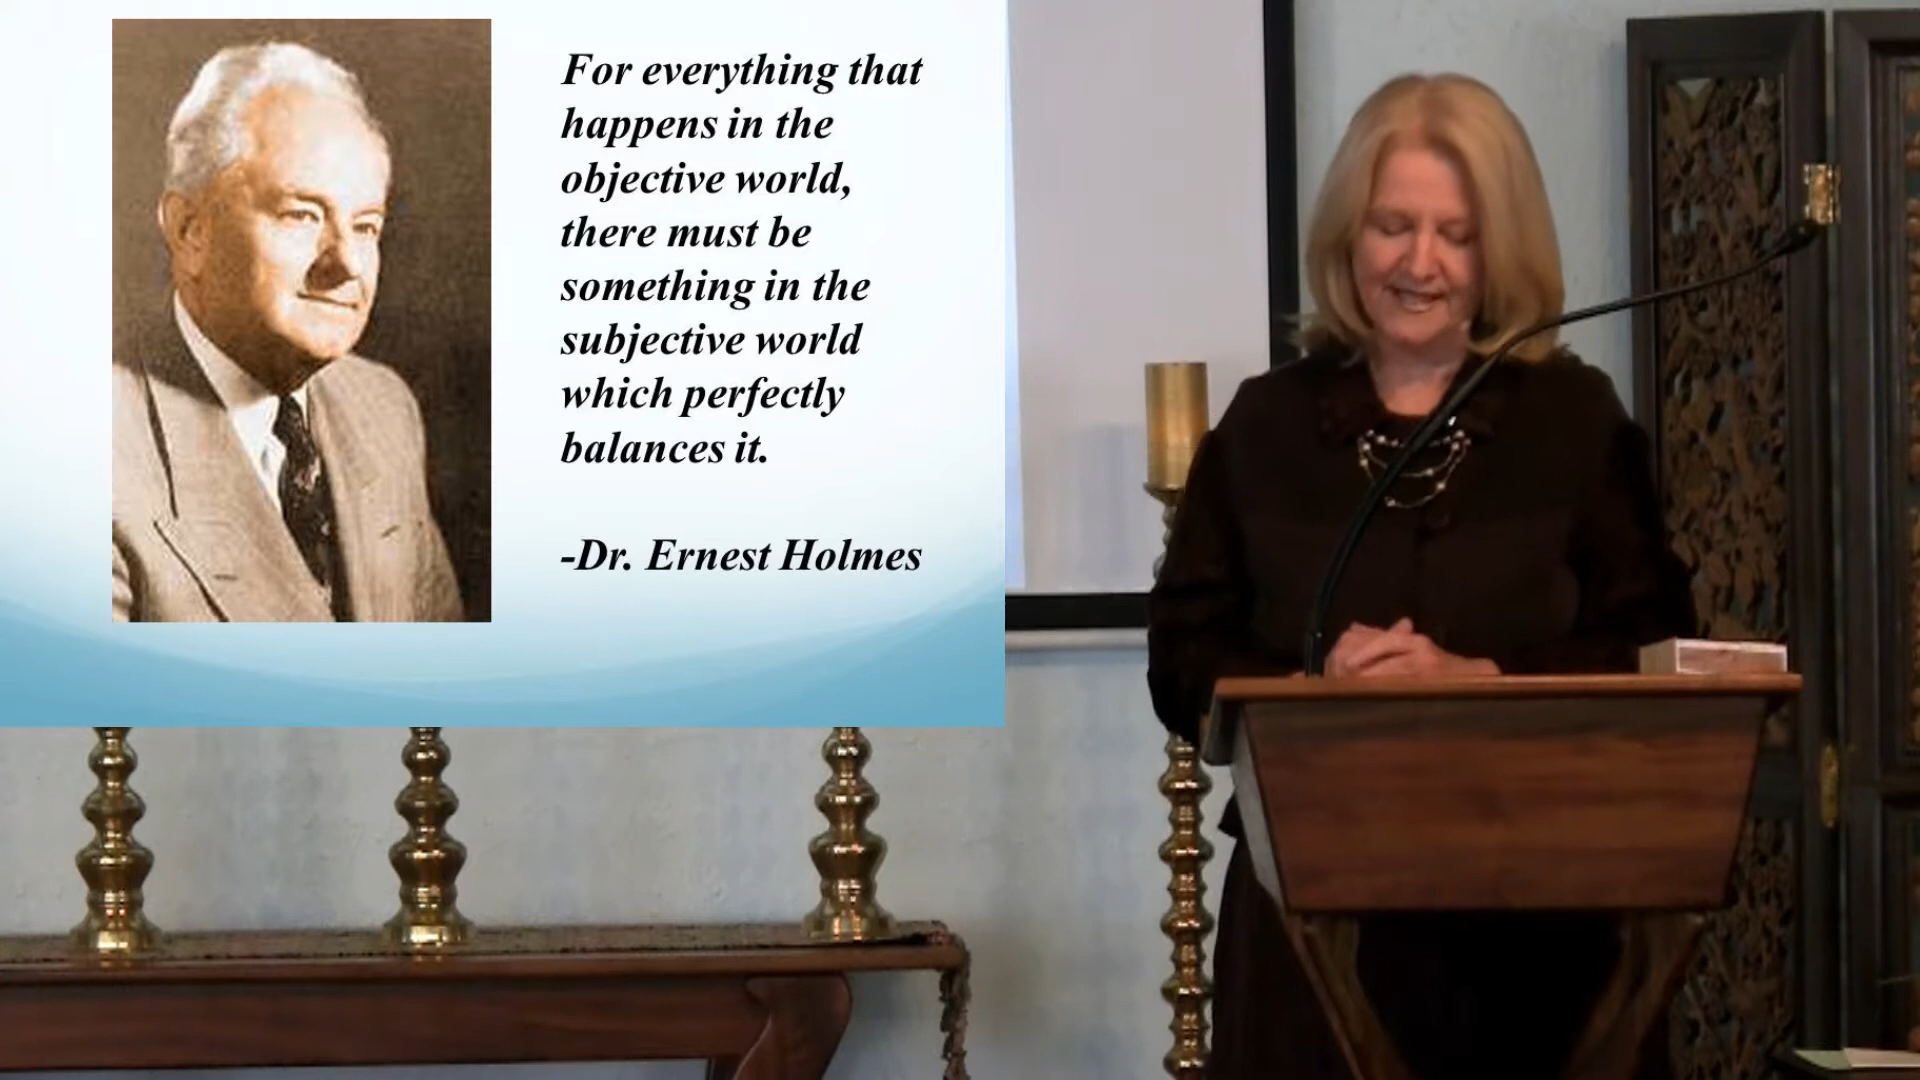 For everything that
happens in the
objective world,
there must be
something in the
subjective world
which perfectly
balances it.
-Dr. Ernest Holmes